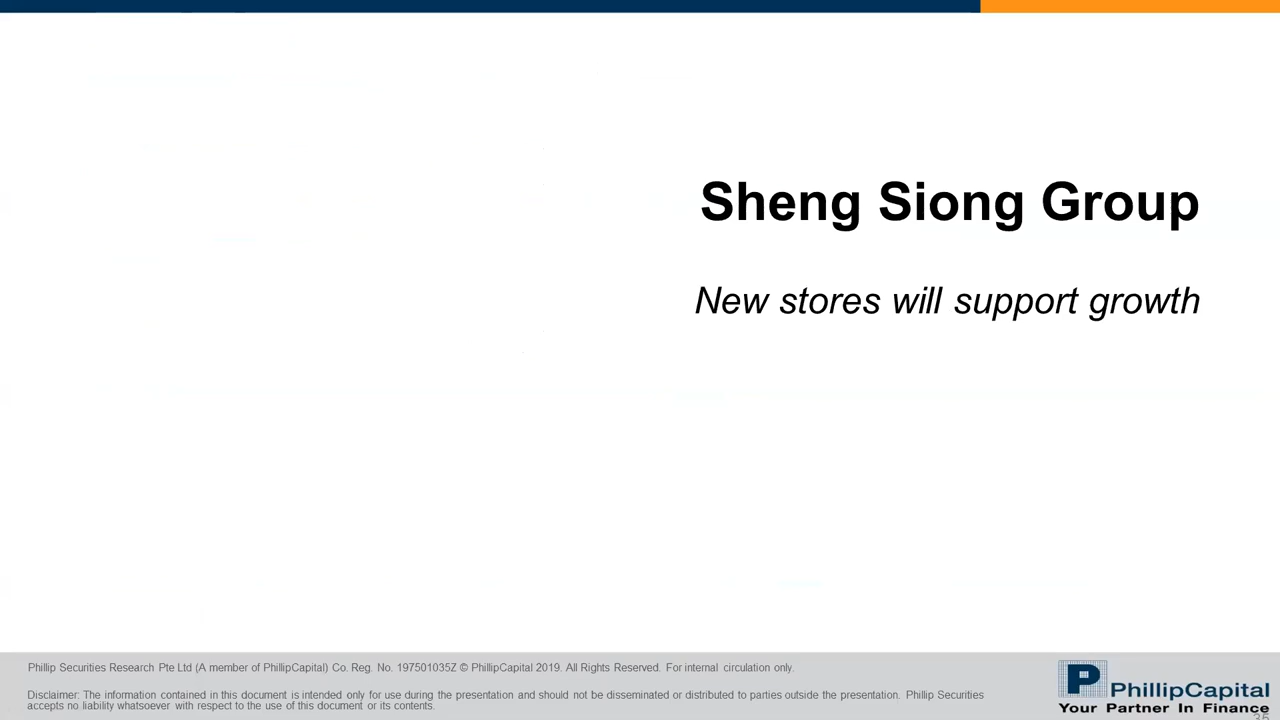 Sheng Siong Group
New stores will support growth
Phillip Securities Research Pte Ltd (A member of PhillipCapital) Co. Reg. No. 197501035Z © PhillipCapital 2019. All Rights Reserved. For internal circulation only.
Disclaimer: The information contained in this document is intended only for use during the presentation and should not be disseminated or distributed to parties outside the presentation. Phillip Securities
accepts no liability whatsoever with respect to the use of this document or its contents.
PhillipCapital
Your Partner In Finance
35